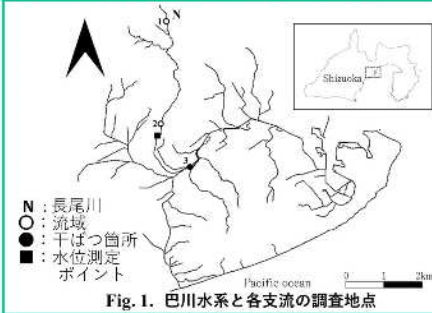 1 N
Shizuoka
2
3
N : 長尾川
○ : 流域
● : 干ばつ箇所
■ : 水位測定
ポイント
Pacific ocean
0 1 2km
Fig. 1. 巴川水系と各支流の調査地点